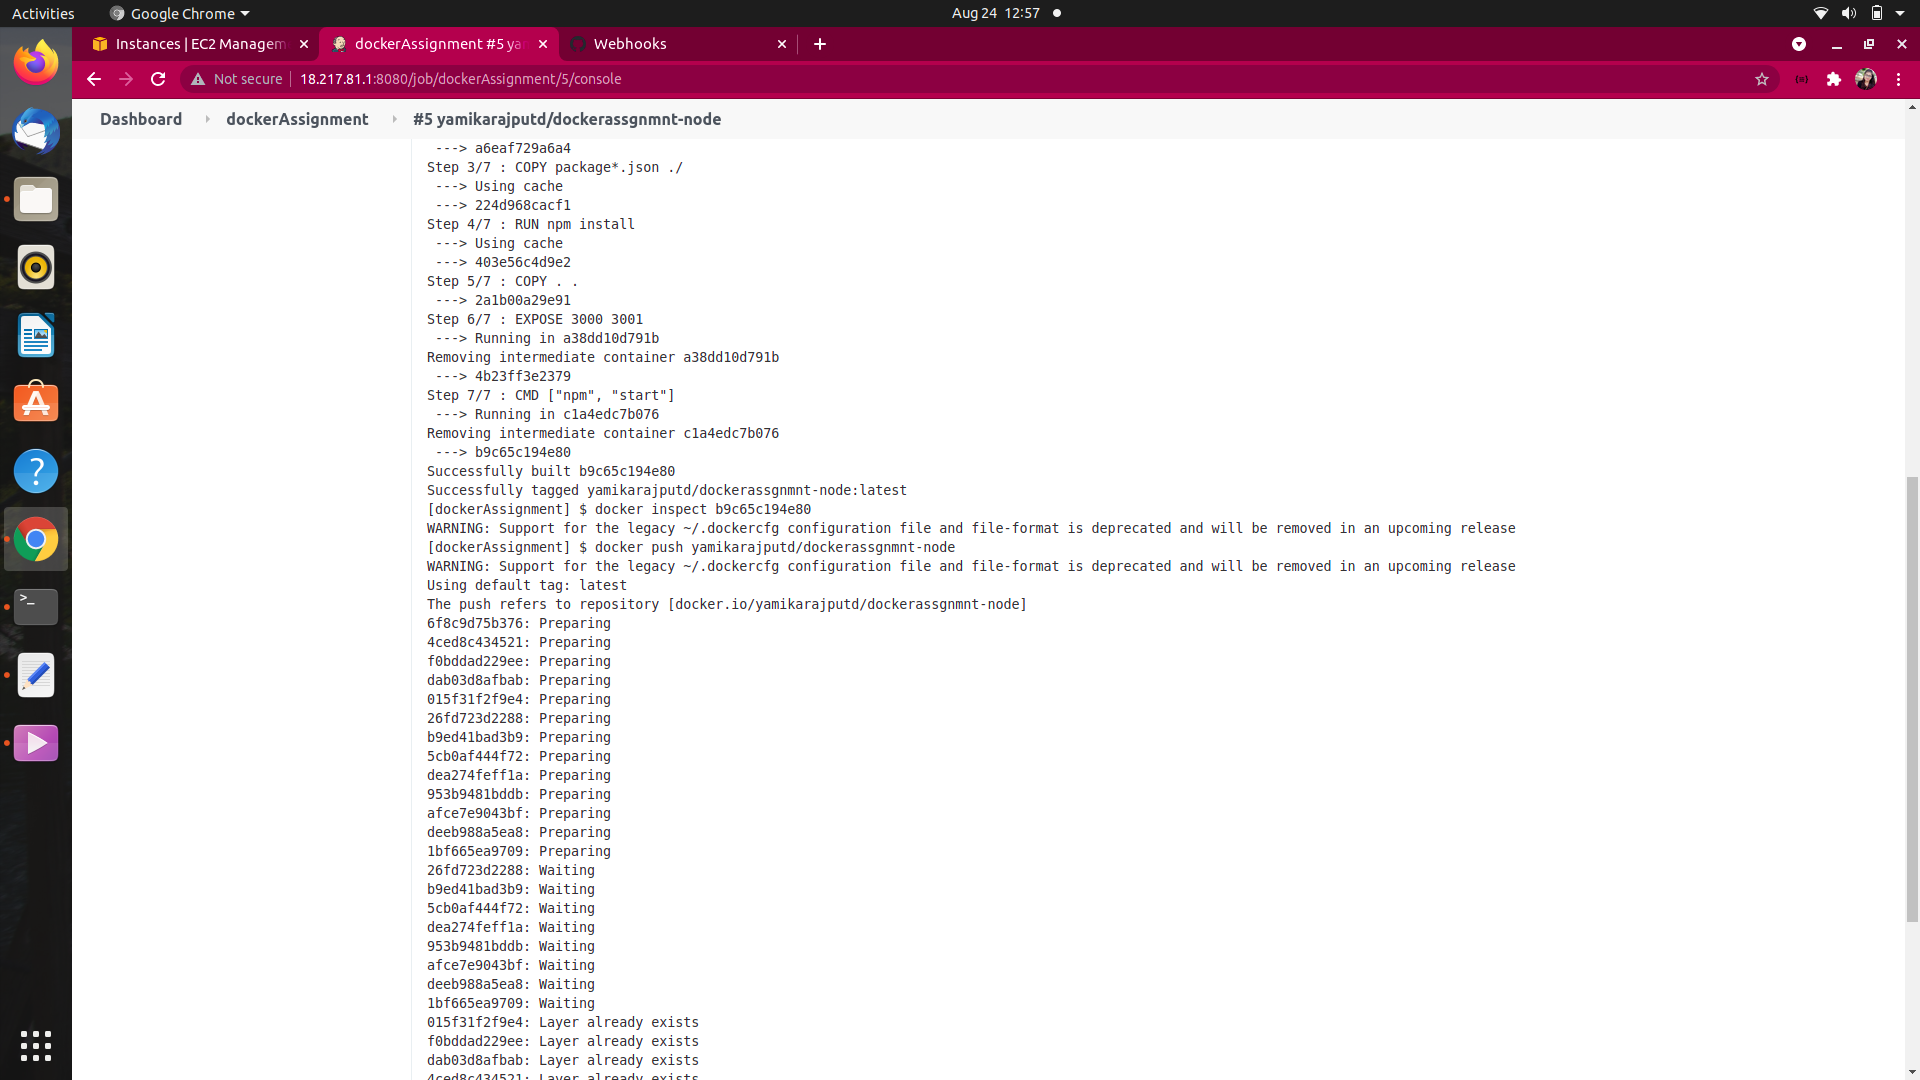 Activities
Google Chrome
Aug 24 12:57
Instances | EC2 Managem
dockerAssignment #5 ya
Webhooks
Not secure
18.217.81.1:8080/job/dockerAssignment/5/console
Dashboard
dockerAssignment
#5 yamikarajputd/dockerassgnmnt-node
---> a6eaf729a6a4
Step 3/7 : COPY package*.json ./
---> Using cache
---> 224d968cacf1
Step 4/7 : RUN npm install
---> Using cache
---> 403e56c4d9e2
Step 5/7 : COPY . .
---> 2a1b00a29e91
Step 6/7 : EXPOSE 3000 3001
---> Running in a38dd10d791b
Removing intermediate container a38dd10d791b
---> 4b23ff3e2379
Step 7/7 : CMD ["npm", "start"]
---> Running in c1a4edc7b076
Removing intermediate container c1a4edc7b076
---> b9c65c194e80
Successfully built b9c65c194e80
Successfully tagged yamikarajputd/dockerassgnmnt-node:latest
[dockerAssignment] $ docker inspect b9c65c194e80
WARNING: Support for the legacy ~/.dockercfg configuration file and file-format is deprecated and will be removed in an upcoming release
[dockerAssignment] $ docker push yamikarajputd/dockerassgnmnt-node
WARNING: Support for the legacy ~/.dockercfg configuration file and file-format is deprecated and will be removed in an upcoming release
Using default tag: latest
The push refers to repository [docker.io/yamikarajputd/dockerassgnmnt-node]
6f8c9d75b376: Preparing
4ced8c434521: Preparing
f0bddad229ee: Preparing
dab03d8afbab: Preparing
015f31f2f9e4: Preparing
26fd723d2288: Preparing
b9ed41bad3b9: Preparing
5cb0af444f72: Preparing
dea274feff1a: Preparing
953b9481bddb: Preparing
afce7e9043bf: Preparing
deeb988a5ea8: Preparing
1bf665ea9709: Preparing
26fd723d2288: Waiting
b9ed41bad3b9: Waiting
5cb0af444f72: Waiting
dea274feff1a: Waiting
953b9481bddb: Waiting
afce7e9043bf: Waiting
deeb988a5ea8: Waiting
1bf665ea9709: Waiting
015f31f2f9e4: Layer already exists
f0bddad229ee: Layer already exists
dab03d8afbab: Layer already exists
4ced8c434521: Layer already exists